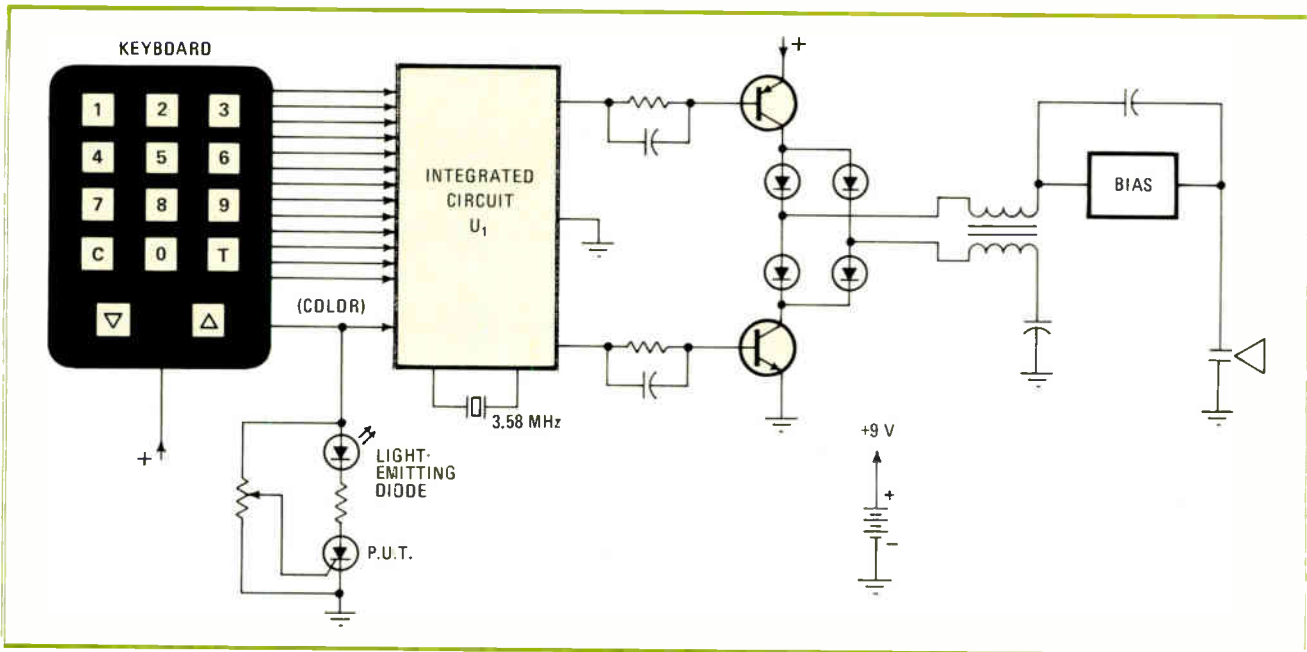 KEYBOARD
1 2 3
4 5 6
7 8 9
C 0 T
(COLOR)
INTEGRATED
CIRCUIT
U1
3.58 MHz
LIGHT-
EMITTING
DIODE
P.U.T.
+
+
BIAS
+9 V
+
-